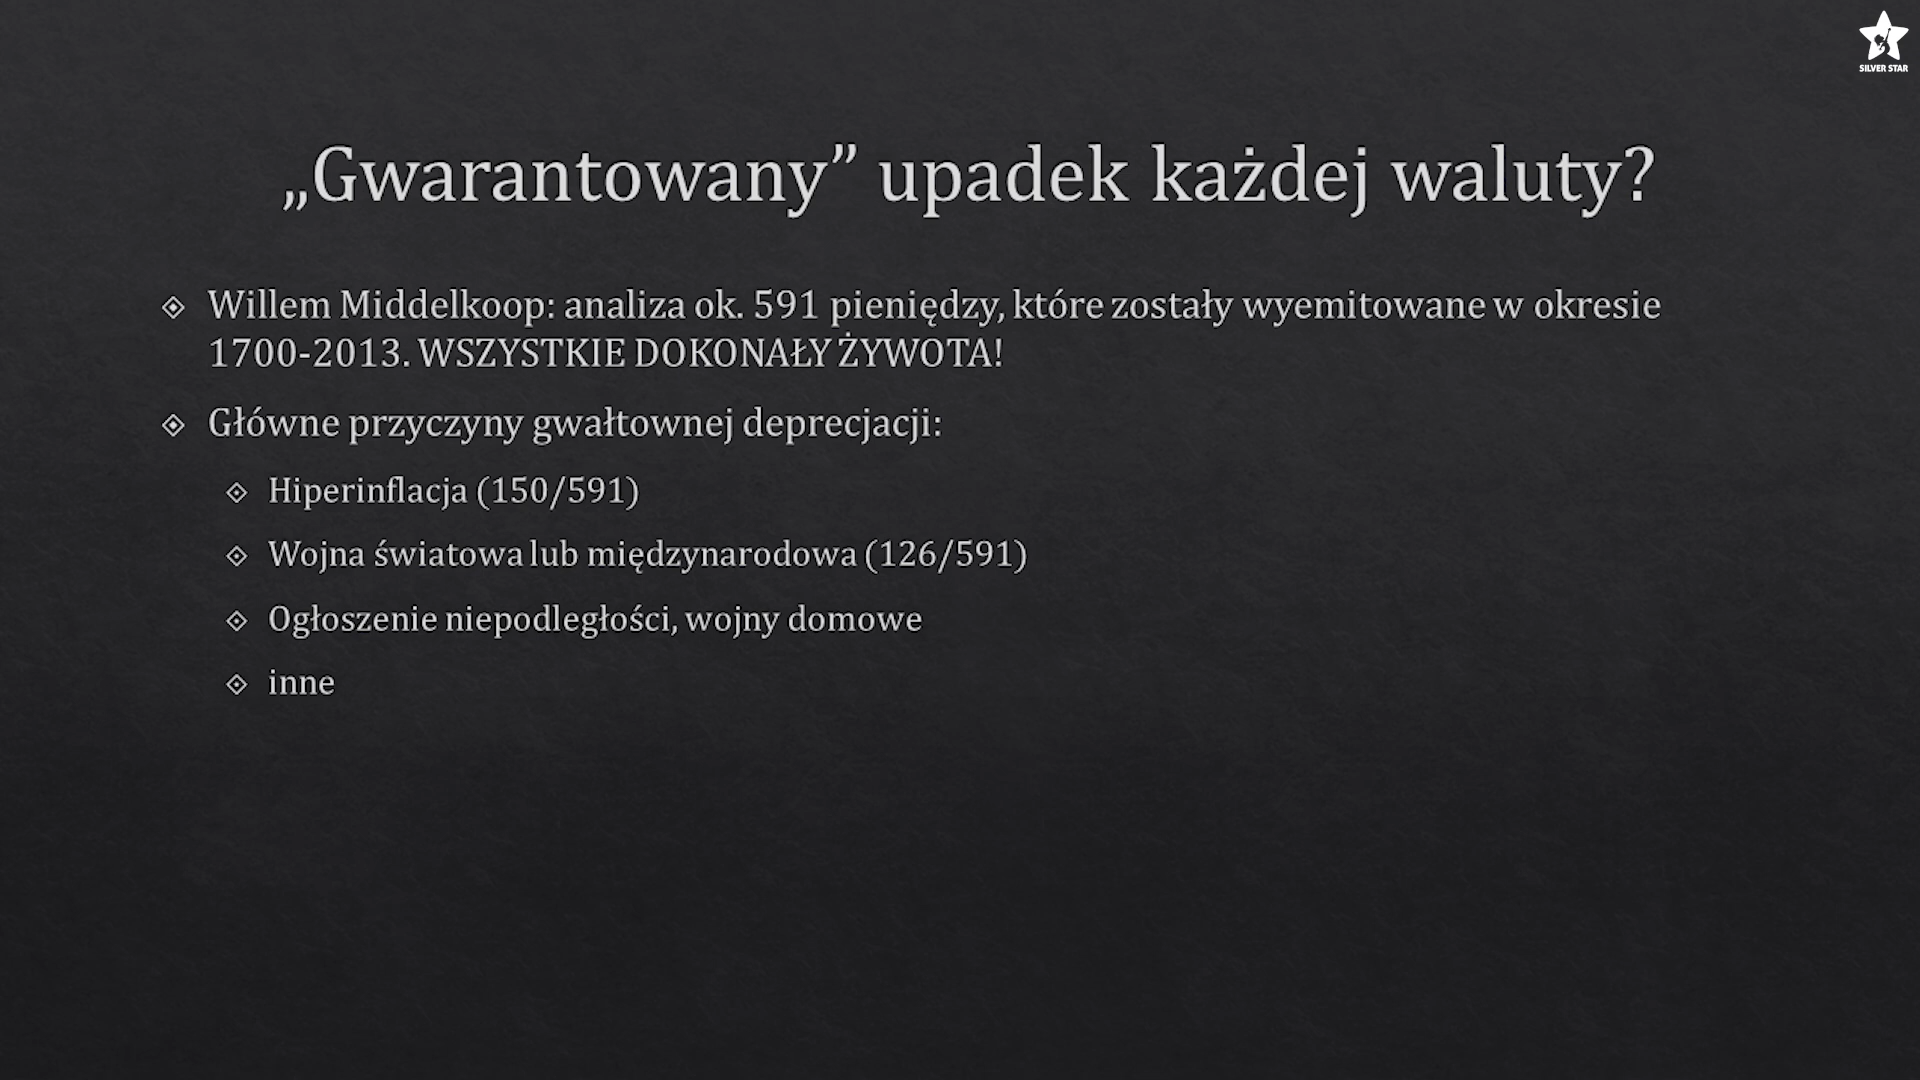 SILVER STAR
„Gwarantowany” upadek każdej waluty?
Willem Middelkoop: analiza ok. 591 pieniędzy, które zostały wyemitowane w okresie
1700-2013. WSZYSTKIE DOKONAŁY ŻYWOTA!
Główne przyczyny gwałtownej deprecjacji:
Hiperinflacja (150/591)
Wojna światowa lub międzynarodowa (126/591)
Ogłoszenie niepodległości, wojny domowe
inne